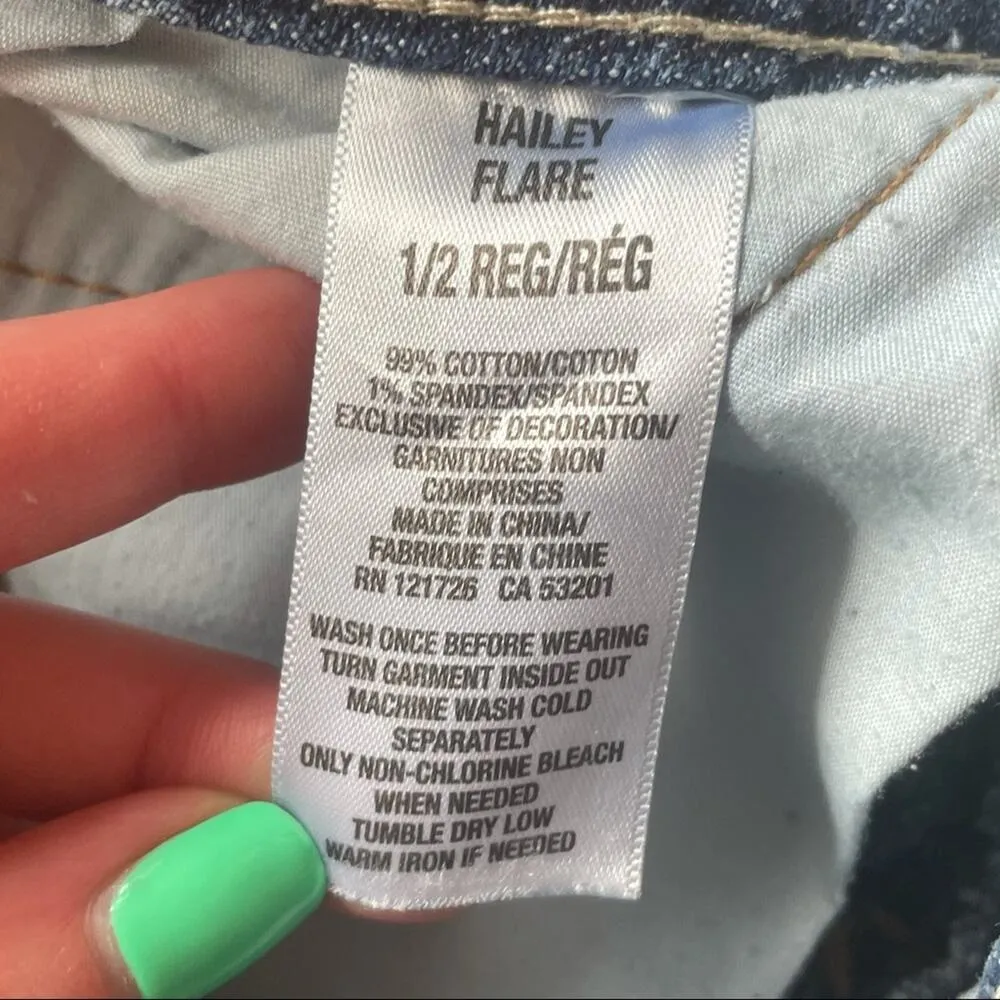 HAILEY
FLARE
1/2 REG/RÉG
99% COTTON/COTON
1% SPANDEX/SPANDEX
EXCLUSIVE OF DECORATION/
GARNITURES NON
COMPRISES
MADE IN CHINA/
FABRIQUE EN CHINE
RN 121726 CA 53201
WASH ONCE BEFORE WEARING
TURN GARMENT INSIDE OUT
MACHINE WASH COLD
SEPARATELY
ONLY NON-CHLORINE BLEACH
WHEN NEEDED
TUMBLE DRY LOW
WARM IRON IF NEEDED